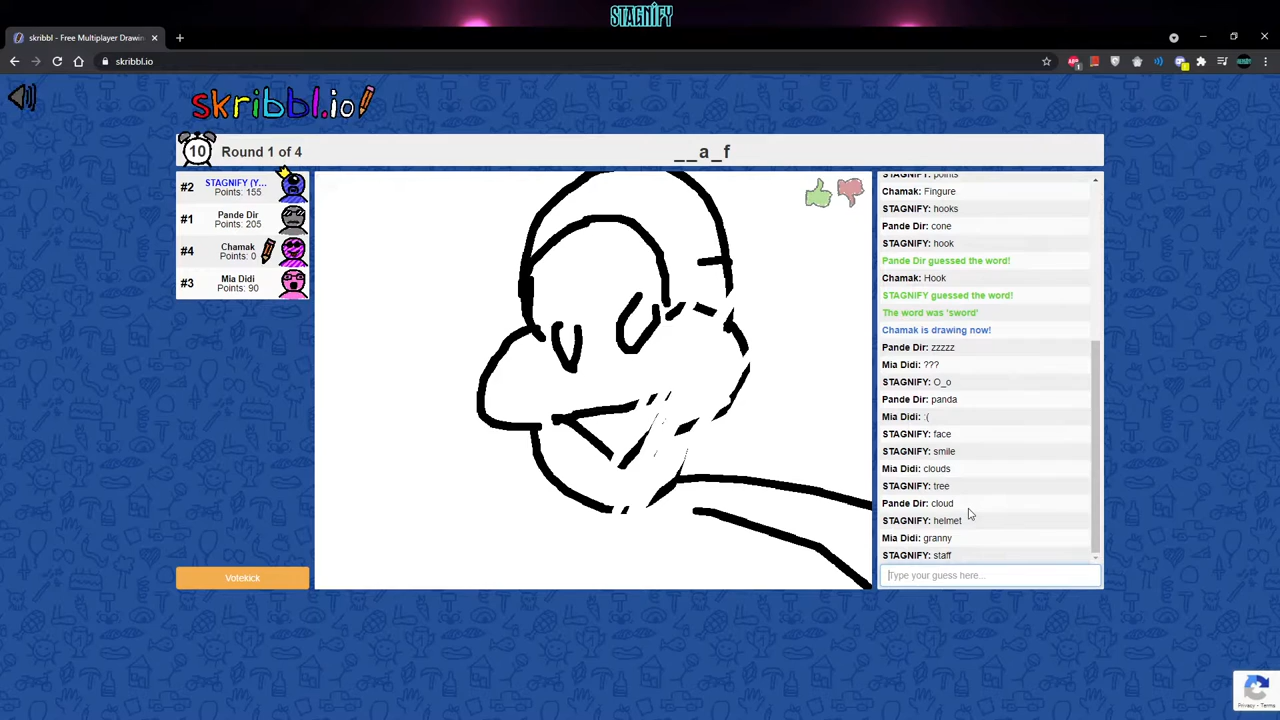 STAGNIFY
skribbl - Free Multiplayer Drawin
skribbl.io
skribbl.io
10
Round 1 of 4
__a_f
#2
STAGNIFY (Y...
Points: 155
#1
Pande Dir
Points: 205
#4
Chamak
Points: 0
#3
Mia Didi
Points: 90
Votekick
STAGNIFY: points
Chamak: Fingure
STAGNIFY: hooks
Pande Dir: cone
STAGNIFY: hook
Pande Dir guessed the word!
Chamak: Hook
STAGNIFY guessed the word!
The word was 'sword'
Chamak is drawing now!
Pande Dir: zzzzz
Mia Didi: ???
STAGNIFY: O_o
Pande Dir: panda
Mia Didi: :(
STAGNIFY: face
STAGNIFY: smile
Mia Didi: clouds
STAGNIFY: tree
Pande Dir: cloud
STAGNIFY: helmet
Mia Didi: granny
STAGNIFY: staff
Type your guess here...
Privacy - Terms